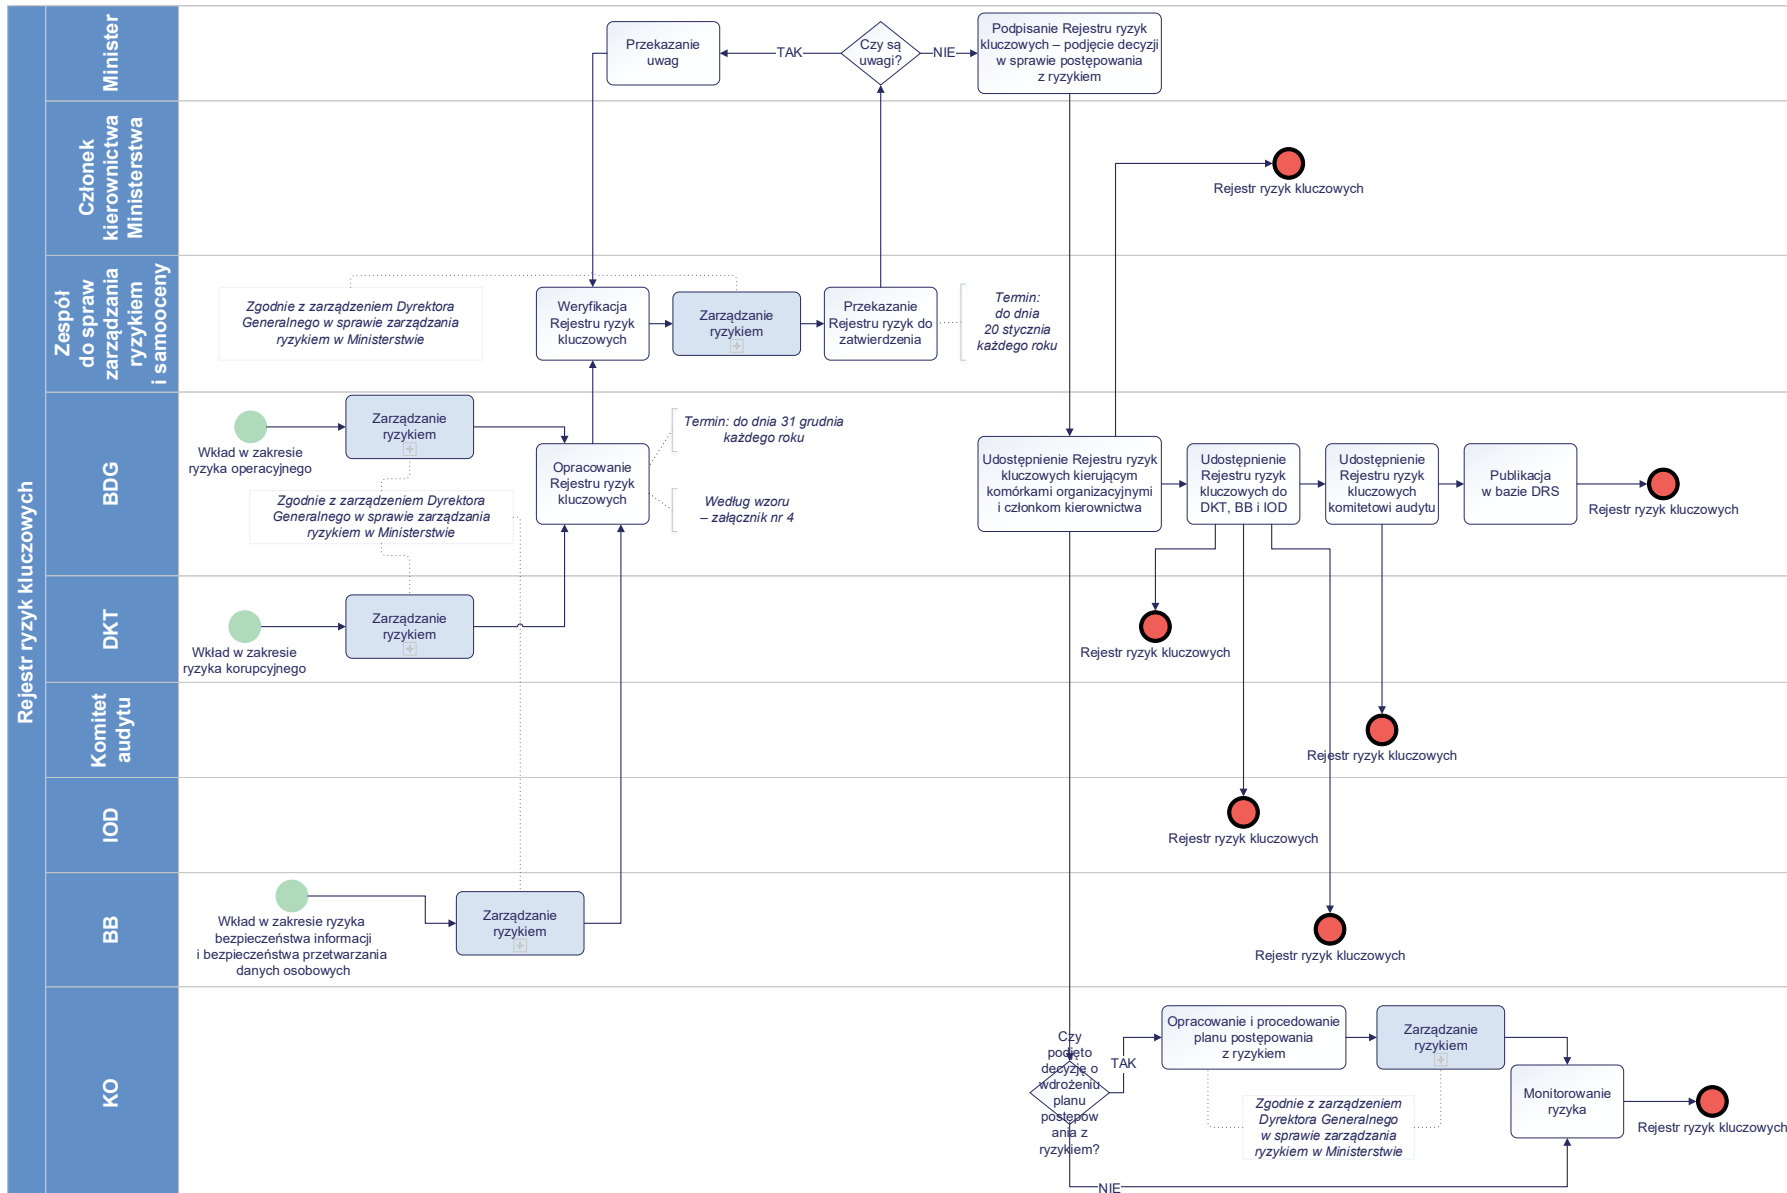 Rejestr ryzyk kluczowych
Minister
Przekazanie
uwag
TAK
Czy są
uwagi?
NIE
Podpisanie Rejestru ryzyk
kluczowych – podjęcie decyzji
w sprawie postępowania
z ryzykiem
Członek
kierownictwa
Ministerstwa
Rejestr ryzyk kluczowych
Zespół
do spraw
zarządzania
ryzykiem
i samooceny
Zgodnie z zarządzeniem Dyrektora
Generalnego w sprawie zarządzania
ryzykiem w Ministerstwie
Weryfikacja
Rejestru ryzyk
kluczowych
Zarządzanie
ryzykiem
Przekazanie
Rejestru ryzyk do
zatwierdzenia
Termin:
do dnia
20 stycznia
każdego roku
BDG
Wkład w zakresie
ryzyka operacyjnego
Zarządzanie
ryzykiem
Zgodnie z zarządzeniem Dyrektora
Generalnego w sprawie zarządzania
ryzykiem w Ministerstwie
Opracowanie
Rejestru ryzyk
kluczowych
Termin: do dnia 31 grudnia
każdego roku
Według wzoru
– załącznik nr 4
Udostępnienie Rejestru ryzyk
kluczowych kierującym
komórkami organizacyjnymi
i członkom kierownictwa
Udostępnienie
Rejestru ryzyk
kluczowych do
DKT, BB i IOD
Udostępnienie
Rejestru ryzyk
kluczowych
komitetowi audytu
Publikacja
w bazie DRS
Rejestr ryzyk kluczowych
DKT
Wkład w zakresie
ryzyka korupcyjnego
Zarządzanie
ryzykiem
Rejestr ryzyk kluczowych
Komitet
audytu
Rejestr ryzyk kluczowych
IOD
Rejestr ryzyk kluczowych
BB
Wkład w zakresie ryzyka
bezpieczeństwa informacji
i bezpieczeństwa przetwarzania
danych osobowych
Zarządzanie
ryzykiem
Rejestr ryzyk kluczowych
KO
Czy
podjęto
decyzję o
wdrożeniu
planu
postępow
ania z
ryzykiem?
TAK
NIE
Opracowanie i procedowanie
planu postępowania
z ryzykiem
Zarządzanie
ryzykiem
Zgodnie z zarządzeniem
Dyrektora Generalnego
w sprawie zarządzania
ryzykiem w Ministerstwie
Monitorowanie
ryzyka
Rejestr ryzyk kluczowych